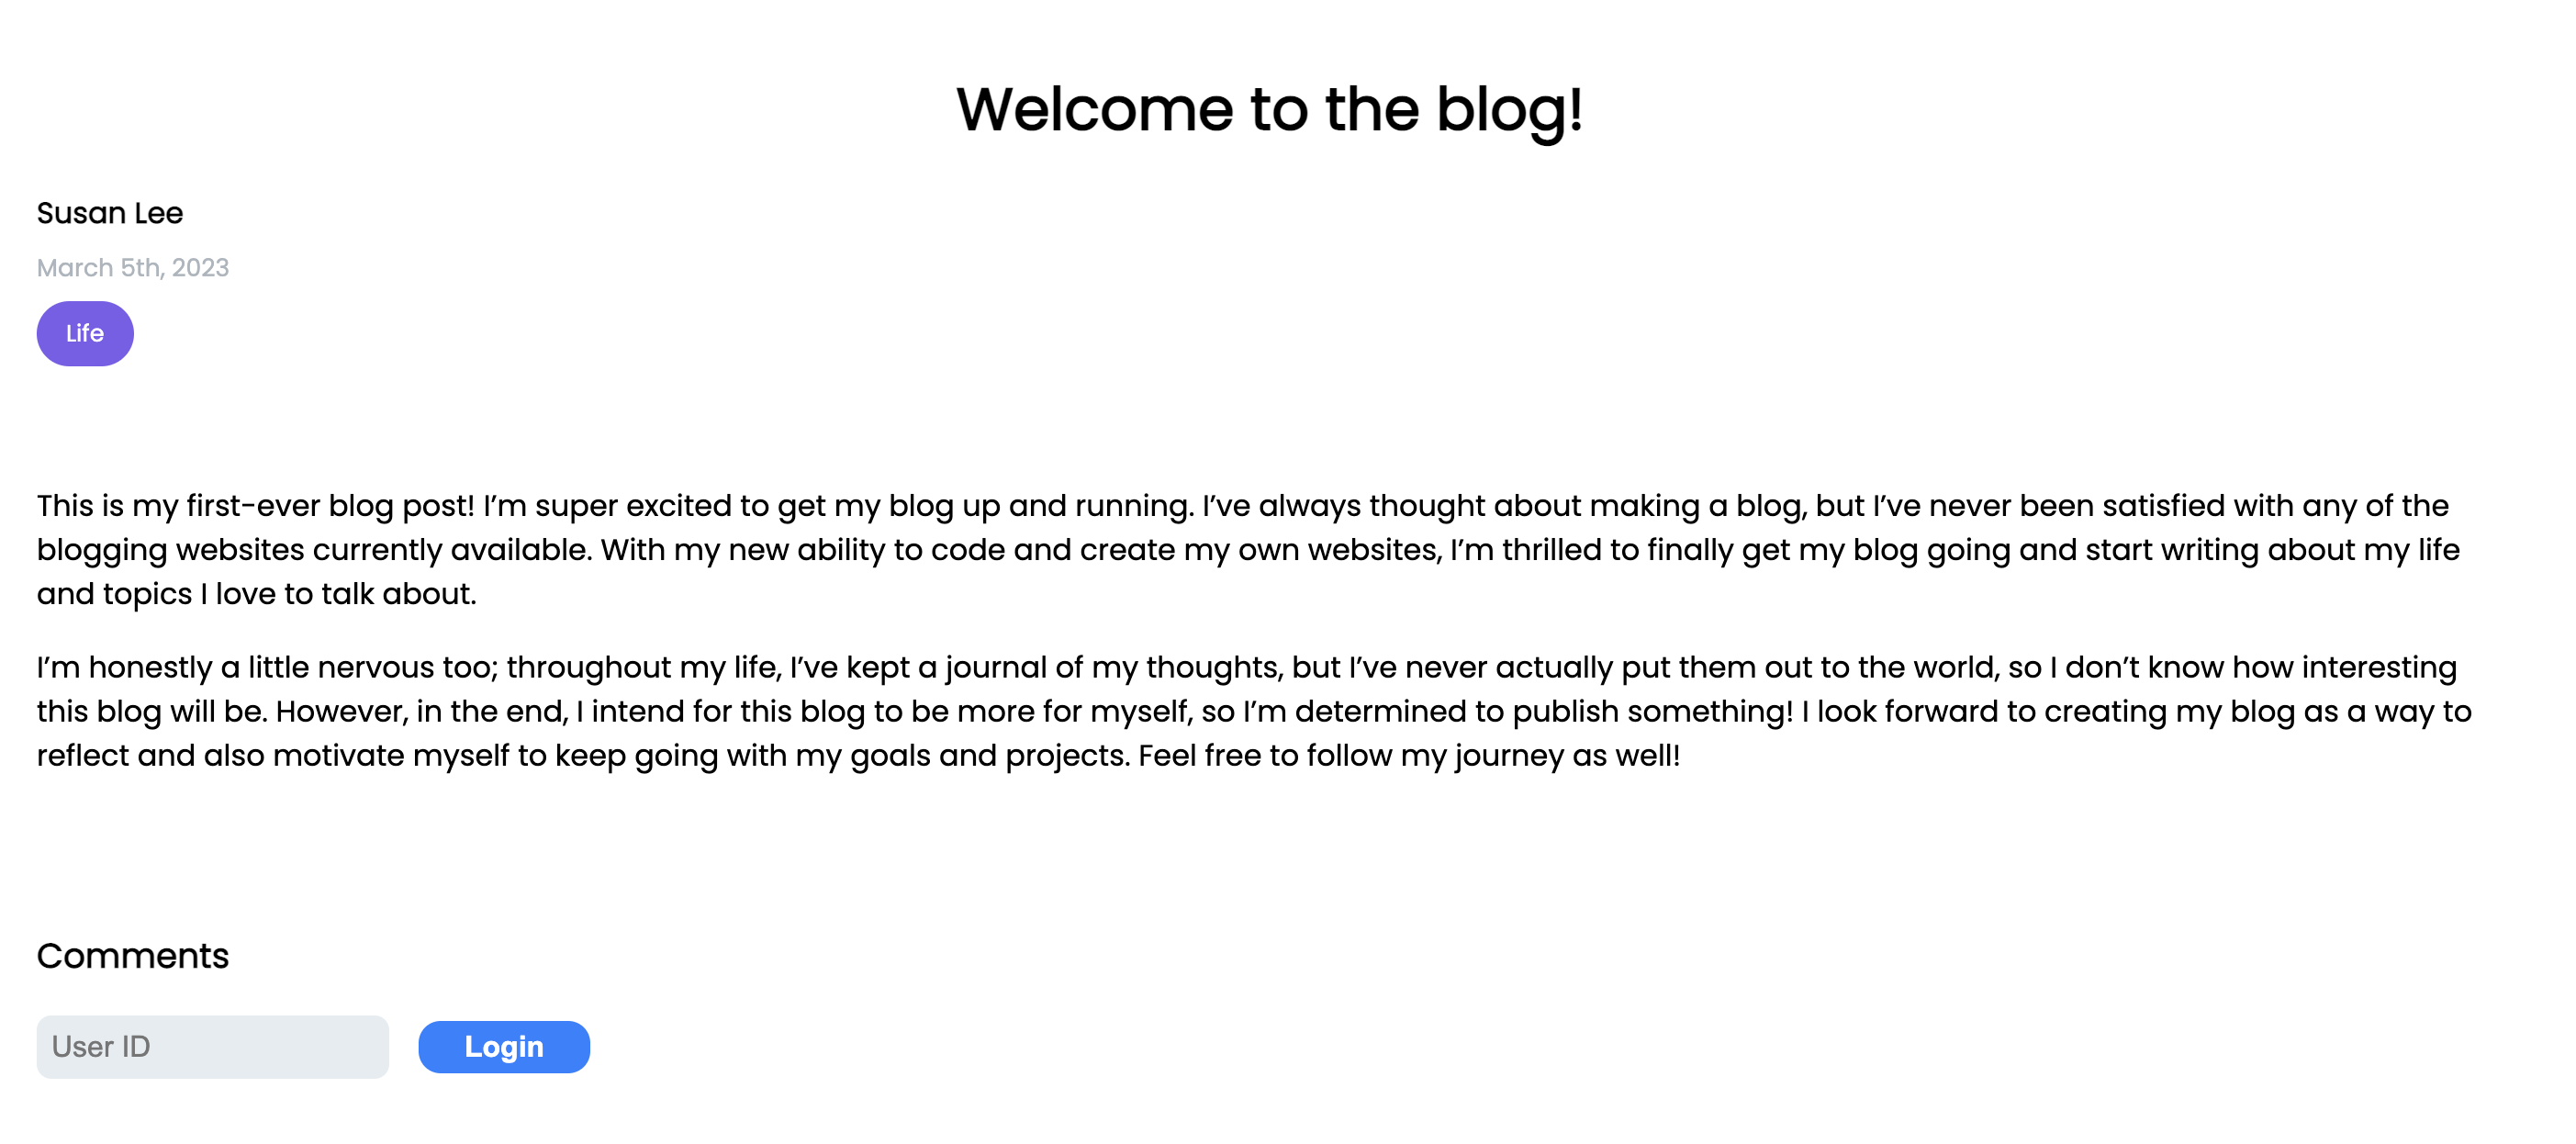 Welcome to the blog!
Susan Lee
March 5th, 2023
Life
This is my first-ever blog post! I’m super excited to get my blog up and running. I’ve always thought about making a blog, but I’ve never been satisfied with any of the
blogging websites currently available. With my new ability to code and create my own websites, I’m thrilled to finally get my blog going and start writing about my life
and topics I love to talk about.
I’m honestly a little nervous too; throughout my life, I’ve kept a journal of my thoughts, but I’ve never actually put them out to the world, so I don’t know how interesting
this blog will be. However, in the end, I intend for this blog to be more for myself, so I’m determined to publish something! I look forward to creating my blog as a way to
reflect and also motivate myself to keep going with my goals and projects. Feel free to follow my journey as well!
Comments
User ID Login